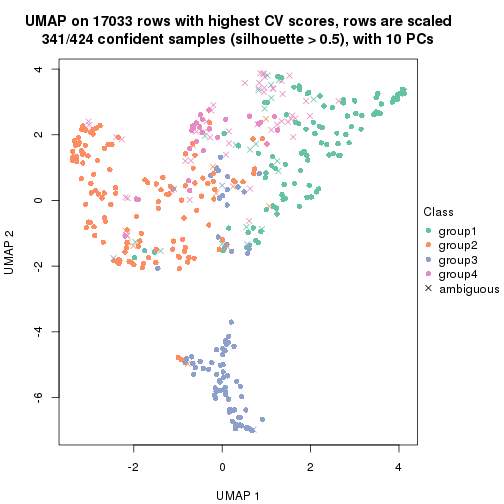 UMAP on 17033 rows with highest CV scores, rows are scaled
341/424 confident samples (silhouette > 0.5), with 10 PCs
4
2
0
-2
-4
-6
UMAP 2
-2
0
2
4
UMAP 1
Class
group1
group2
group3
group4
ambiguous